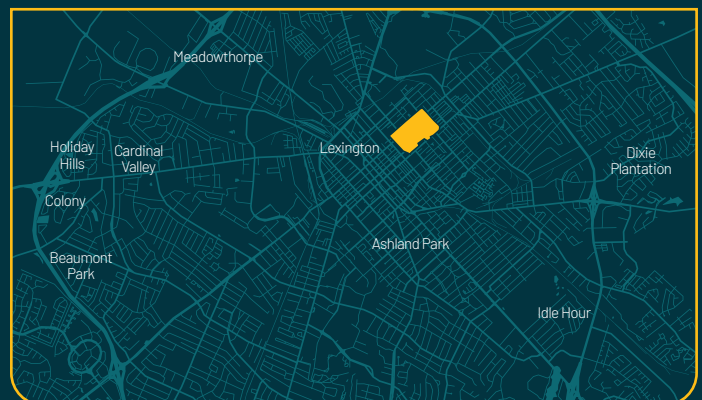 Meadowthorpe
Lexington
Holiday
Hills
Cardinal
Valley
Dixie
Plantation
Colony
Ashland Park
Beaumont
Park
Idle Hour